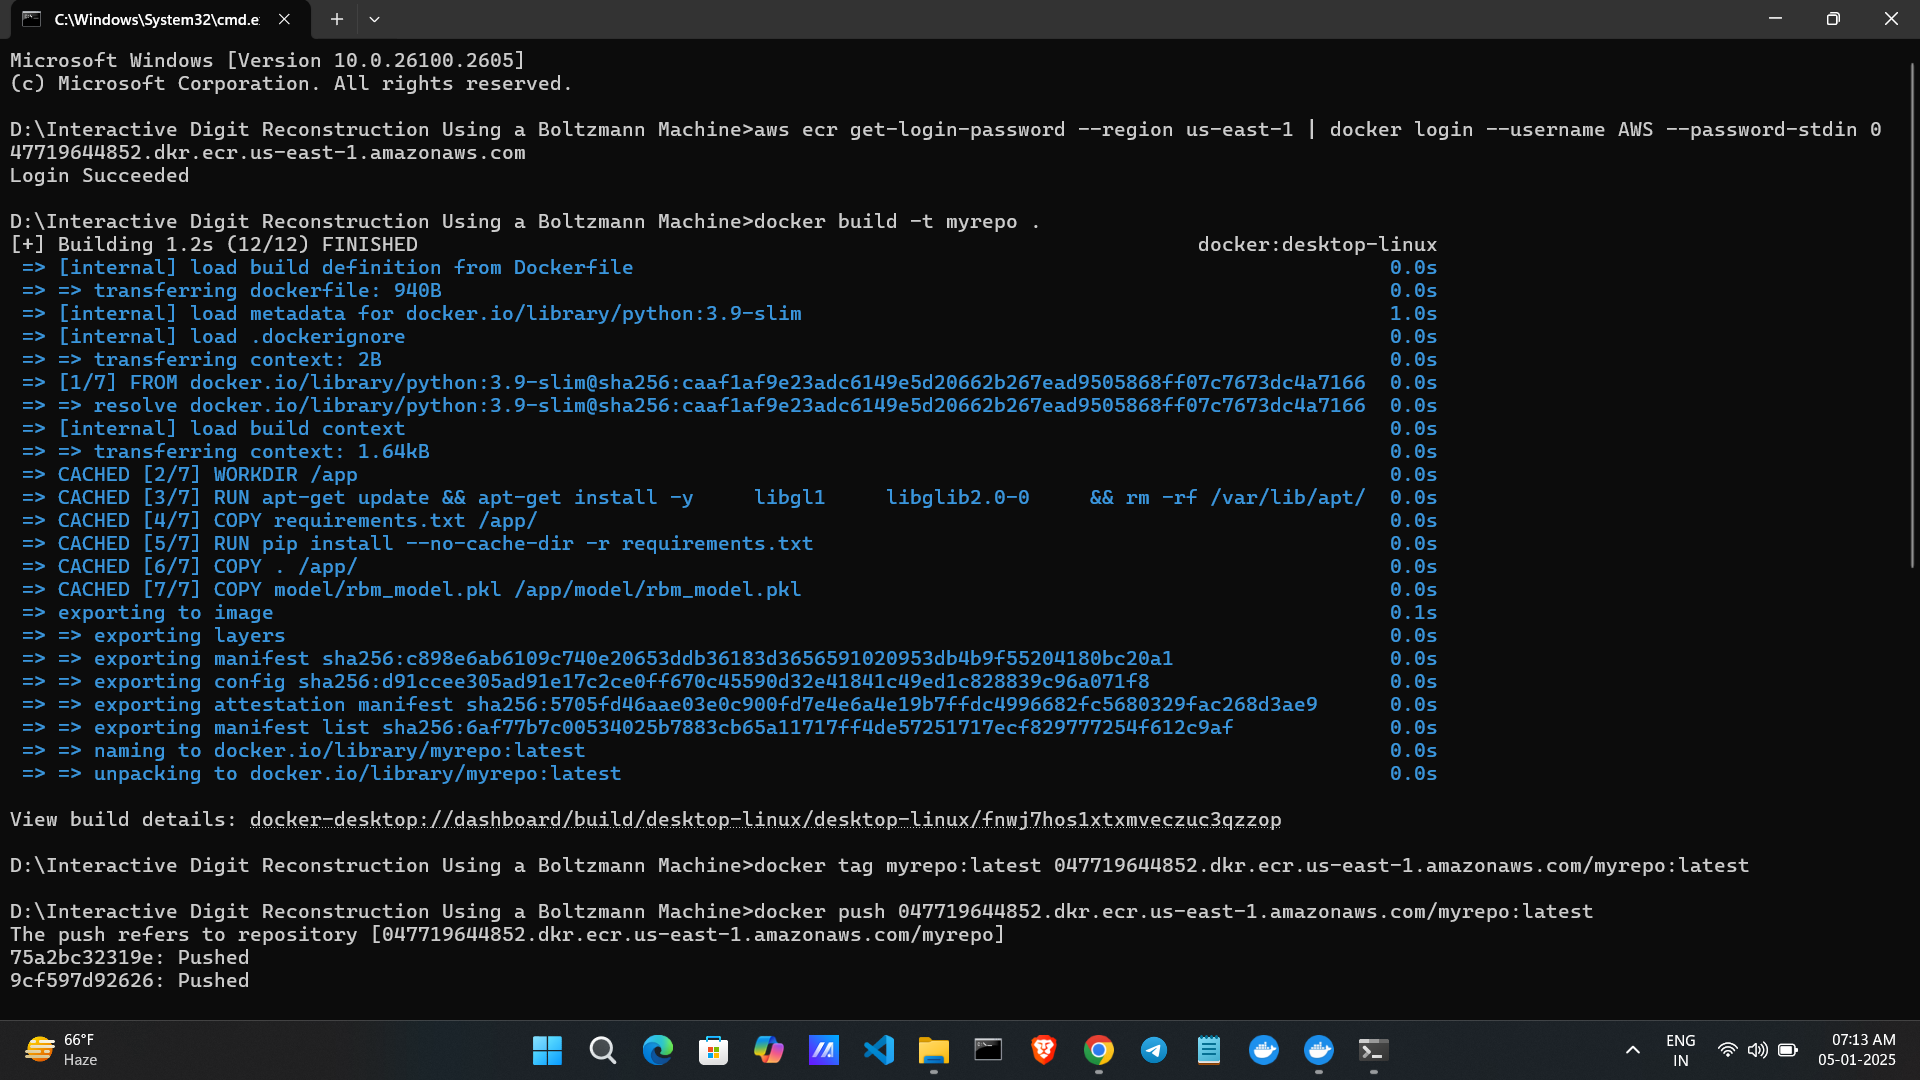 C:\Windows\System32\cmd.e
Microsoft Windows [Version 10.0.26100.2605]
(c) Microsoft Corporation. All rights reserved.
D:\Interactive Digit Reconstruction Using a Boltzmann Machine>aws ecr get-login-password --region us-east-1 | docker login --username AWS --password-stdin 0
47719644852.dkr.ecr.us-east-1.amazonaws.com
Login Succeeded
D:\Interactive Digit Reconstruction Using a Boltzmann Machine>docker build -t myrepo .
[+] Building 1.2s (12/12) FINISHED docker:desktop-linux
=> [internal] load build definition from Dockerfile 0.0s
=> => transferring dockerfile: 940B 0.0s
=> [internal] load metadata for docker.io/library/python:3.9-slim 1.0s
=> [internal] load .dockerignore 0.0s
=> => transferring context: 2B 0.0s
=> [1/7] FROM docker.io/library/python:3.9-slim@sha256:caaf1af9e23adc6149e5d20662b267ead9505868ff07c7673dc4a7166 0.0s
=> => resolve docker.io/library/python:3.9-slim@sha256:caaf1af9e23adc6149e5d20662b267ead9505868ff07c7673dc4a7166 0.0s
=> [internal] load build context 0.0s
=> => transferring context: 1.64kB 0.0s
=> CACHED [2/7] WORKDIR /app 0.0s
=> CACHED [3/7] RUN apt-get update && apt-get install -y     libgl1     libglib2.0-0     && rm -rf /var/lib/apt/ 0.0s
=> CACHED [4/7] COPY requirements.txt /app/ 0.0s
=> CACHED [5/7] RUN pip install --no-cache-dir -r requirements.txt 0.0s
=> CACHED [6/7] COPY . /app/ 0.0s
=> CACHED [7/7] COPY model/rbm_model.pkl /app/model/rbm_model.pkl 0.0s
=> exporting to image 0.1s
=> => exporting layers 0.0s
=> => exporting manifest sha256:c898e6ab6109c740e20653ddb36183d3656591020953db4b9f55204180bc20a1 0.0s
=> => exporting config sha256:d91ccee305ad91e17c2ce0ff670c45590d32e41841c49ed1c828839c96a071f8 0.0s
=> => exporting attestation manifest sha256:5705fd46aae03e0c900fd7e4e6a4e19b7ffdc4996682fc5680329fac268d3ae9 0.0s
=> => exporting manifest list sha256:6af77b7c00534025b7883cb65a11717ff4de57251717ecf829777254f612c9af 0.0s
=> => naming to docker.io/library/myrepo:latest 0.0s
=> => unpacking to docker.io/library/myrepo:latest 0.0s
View build details: docker-desktop://dashboard/build/desktop-linux/desktop-linux/fnwj7hos1xtxmveczuc3qzzop
D:\Interactive Digit Reconstruction Using a Boltzmann Machine>docker tag myrepo:latest 047719644852.dkr.ecr.us-east-1.amazonaws.com/myrepo:latest
D:\Interactive Digit Reconstruction Using a Boltzmann Machine>docker push 047719644852.dkr.ecr.us-east-1.amazonaws.com/myrepo:latest
The push refers to repository [047719644852.dkr.ecr.us-east-1.amazonaws.com/myrepo]
75a2bc32319e: Pushed
9cf597d92626: Pushed
66°F
Haze
ENG
IN
07:13 AM
05-01-2025